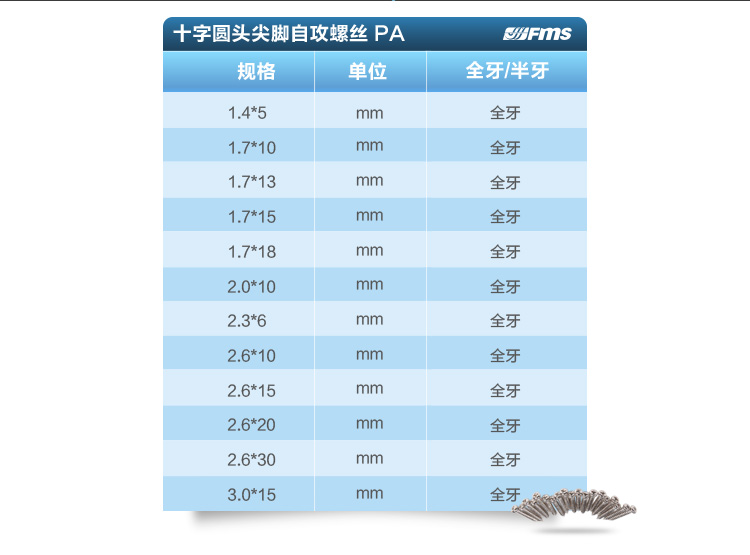 十字圆头尖脚自攻螺丝 PA FMS
规格 单位 全牙/半牙
1.4*5 mm 全牙
1.7*10 mm 全牙
1.7*13 mm 全牙
1.7*15 mm 全牙
1.7*18 mm 全牙
2.0*10 mm 全牙
2.3*6 mm 全牙
2.6*10 mm 全牙
2.6*15 mm 全牙
2.6*20 mm 全牙
2.6*30 mm 全牙
3.0*15 mm 全牙